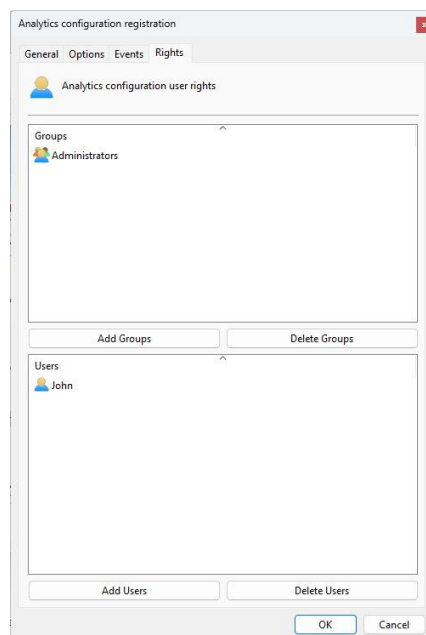 Analytics configuration registration
General Options Events Rights
Analytics configuration user rights
Groups
Administrators
Add Groups Delete Groups
Users
John
Add Users Delete Users
OK Cancel